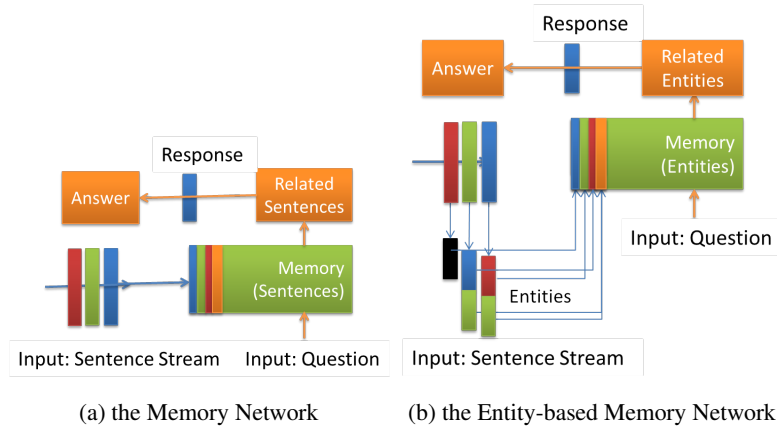 Response
Answer
Related
Sentences
Memory
(Sentences)
Input: Sentence Stream
Input: Question
(a) the Memory Network
Response
Answer
Related
Entities
Memory
(Entities)
Input: Question
Entities
Input: Sentence Stream
(b) the Entity-based Memory Network